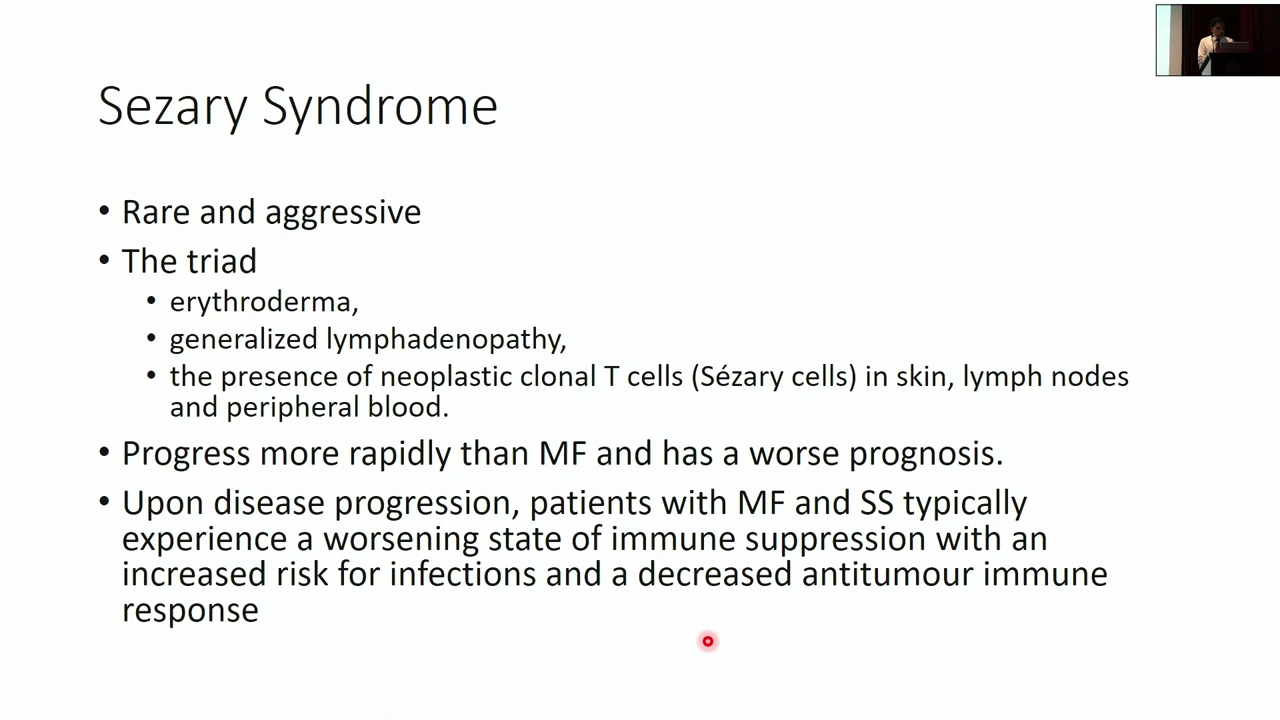 Sezary Syndrome
• Rare and aggressive
• The triad
• erythroderma,
• generalized lymphadenopathy,
• the presence of neoplastic clonal T cells (Sézary cells) in skin, lymph nodes
and peripheral blood.
• Progress more rapidly than MF and has a worse prognosis.
• Upon disease progression, patients with MF and SS typically
experience a worsening state of immune suppression with an
increased risk for infections and a decreased antitumour immune
response